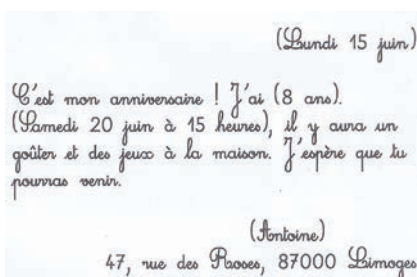 (Lundi 15 juin)
C'est mon anniversaire ! J'ai (8 ans).
(Samedi 20 juin à 15 heures), il y aura un
goûter et des jeux à la maison. J'espère que tu
pourras venir.
(Antoine)
47, rue des Roses, 87000 Limoges